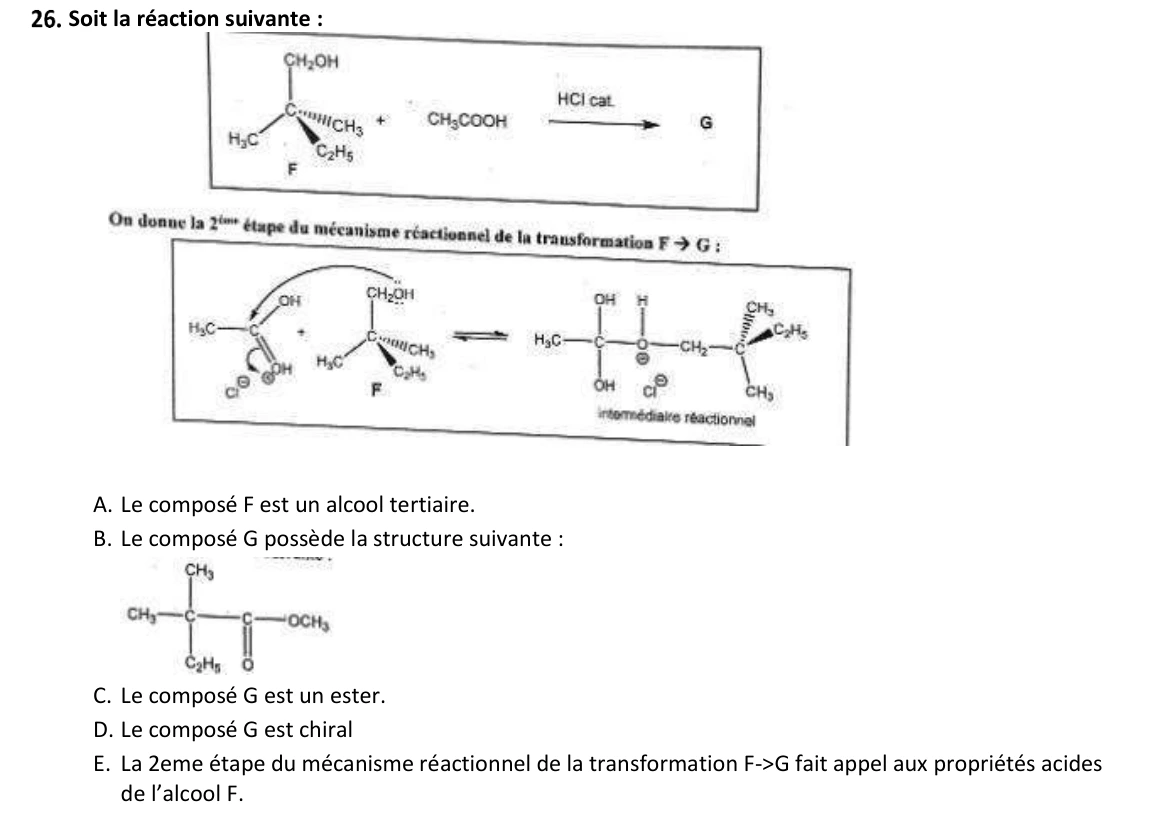 26. Soit la réaction suivante :
CH₂OH
HCl cat.
C CH₃ + CH₃COOH G
H₃C C₂H₅
F
On donne la 2ème étape du mécanisme réactionnel de la transformation F → G :
OH CH₂ÖH OH H CH₃
H₃C C + C CH₃ H₃C C O CH₂ C C₂H₅
Cl⊖ ⊕OH H₃C C₂H₅ OH ⊕ Cl⊖ CH₃
F intermédiaire réactionnel
A. Le composé F est un alcool tertiaire.
B. Le composé G possède la structure suivante :
CH₃
CH₃ C C OCH₃
C₂H₅ O
C. Le composé G est un ester.
D. Le composé G est chiral
E. La 2eme étape du mécanisme réactionnel de la transformation F->G fait appel aux propriétés acides
de l’alcool F.